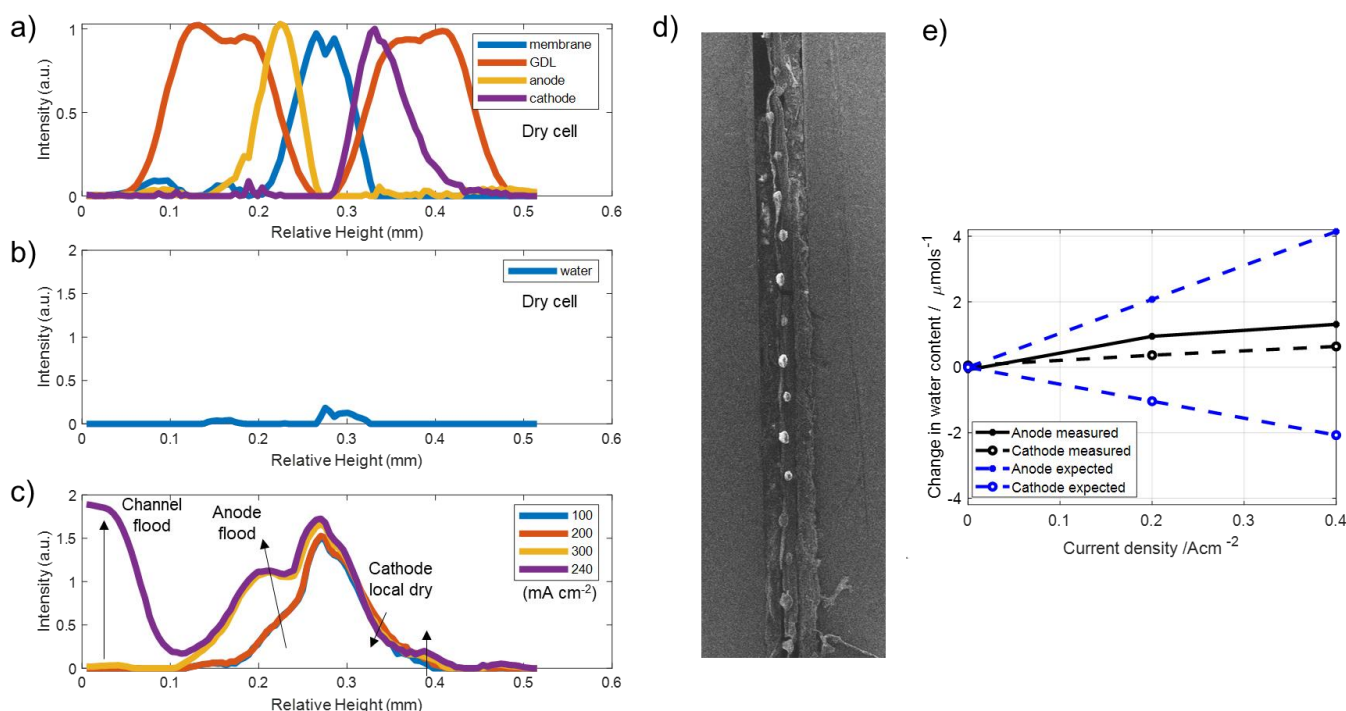 a)
1
0.5
0
Intensity (a.u.)
membrane
GDL
anode
cathode
Dry cell
0 0.1 0.2 0.3 0.4 0.5 0.6
Relative Height (mm)
b)
2
1.5
1
0.5
0
Intensity (a.u.)
water
Dry cell
0 0.1 0.2 0.3 0.4 0.5 0.6
Relative Height (mm)
c)
2
1.5
1
0.5
0
Intensity (a.u.)
Channel
flood
Anode
flood
Cathode
local dry
100
200
300
240
(mA cm-2)
0 0.1 0.2 0.3 0.4 0.5 0.6
Relative Height (mm)
d)
e)
4
2
0
-2
-4
Change in water content / μmols-1
Anode measured
Cathode measured
Anode expected
Cathode expected
0 0.1 0.2 0.3 0.4
Current density /Acm -2